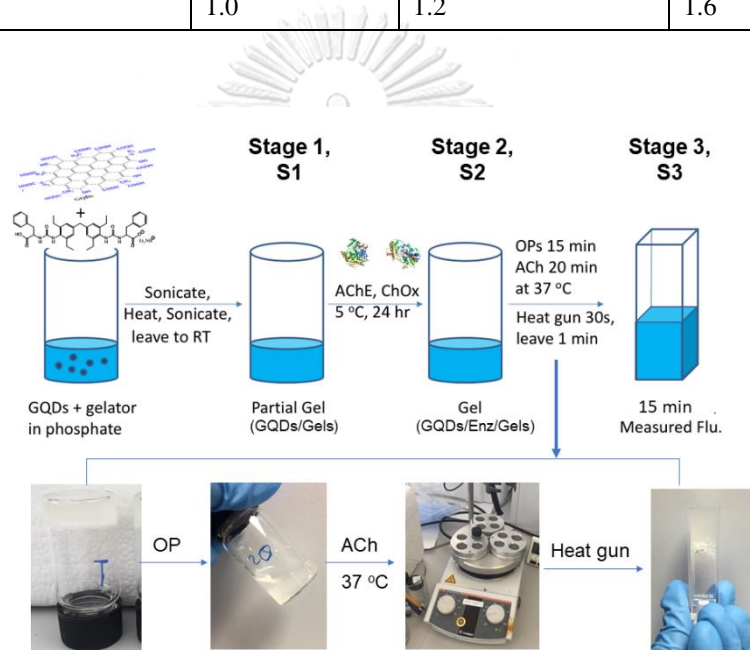 1.0 1.2 1.6
Stage 1,
S1
Stage 2,
S2
Stage 3,
S3
+
Sonicate,
Heat, Sonicate,
leave to RT
AChE, ChOx
5 °C, 24 hr
OPs 15 min
ACh 20 min
at 37 °C
Heat gun 30s,
leave 1 min
GQDs + gelator
in phosphate
Partial Gel
(GQDs/Gels)
Gel
(GQDs/Enz/Gels)
15 min
Measured Flu.
T
OP
20
ACh
37 °C
Heat gun